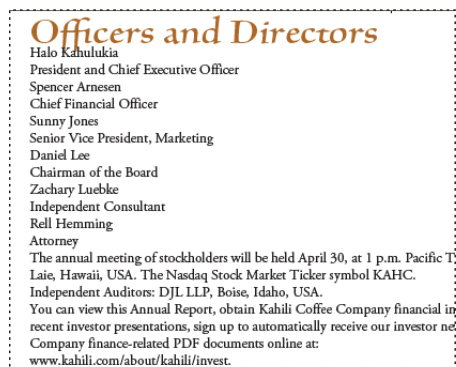 Officers and Directors
Halo Kahulukia
President and Chief Executive Officer
Spencer Arnesen
Chief Financial Officer
Sunny Jones
Senior Vice President, Marketing
Daniel Lee
Chairman of the Board
Zachary Luebke
Independent Consultant
Rell Hemming
Attorney
The annual meeting of stockholders will be held April 30, at 1 p.m. Pacific
Laie, Hawaii, USA. The Nasdaq Stock Market Ticker symbol KAHC.
Independent Auditors: DJL LLP, Boise, Idaho, USA.
You can view this Annual Report, obtain Kahili Coffee Company financial
recent investor presentations, sign up to automatically receive our investor
Company finance-related PDF documents online at:
www.kahili.com/about/kahili/invest.